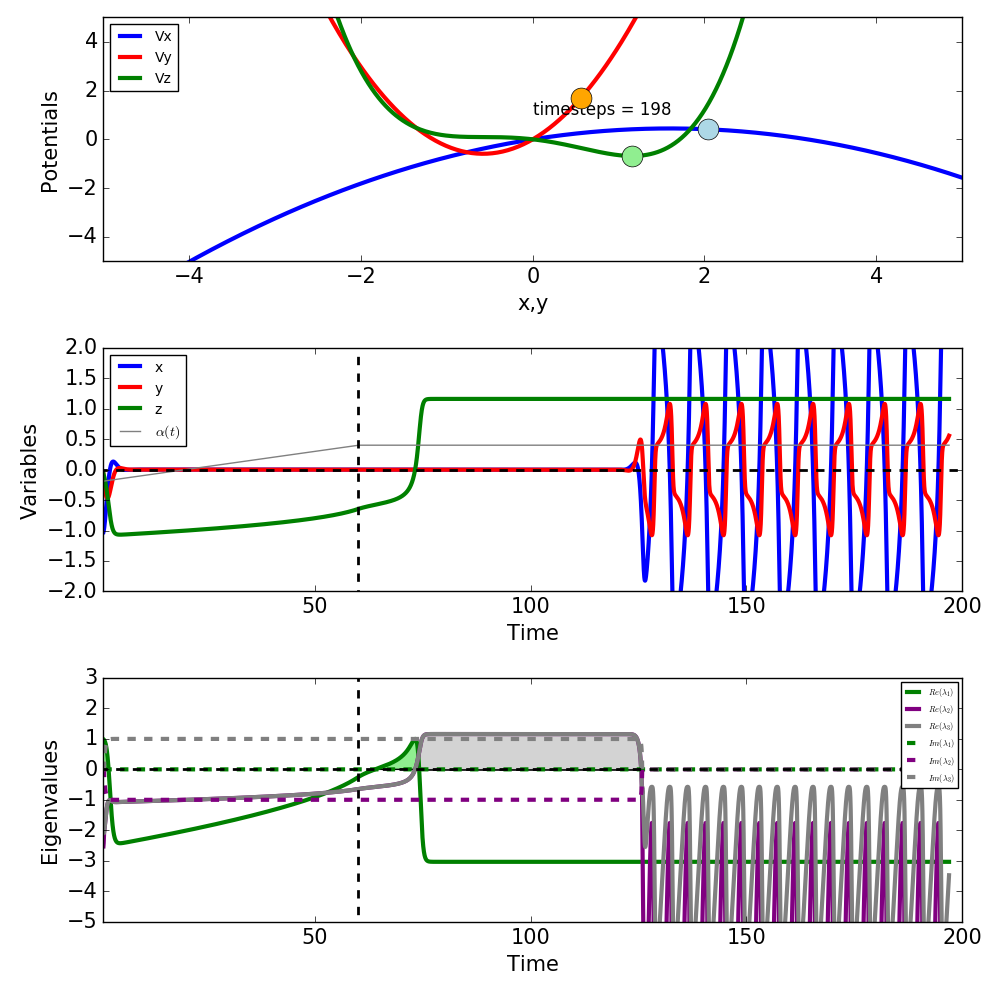 Potentials
4
2
0
−2
−4
Vx
Vy
Vz
timesteps = 198
−4
−2
0
2
4
x,y
Variables
2.0
1.5
1.0
0.5
0.0
−0.5
−1.0
−1.5
−2.0
x
y
z
α(t)
50
100
150
200
Time
Eigenvalues
3
2
1
0
−1
−2
−3
−4
−5
Re(λ₁)
Re(λ₂)
Re(λ₃)
Im(λ₁)
Im(λ₂)
Im(λ₃)
50
100
150
200
Time